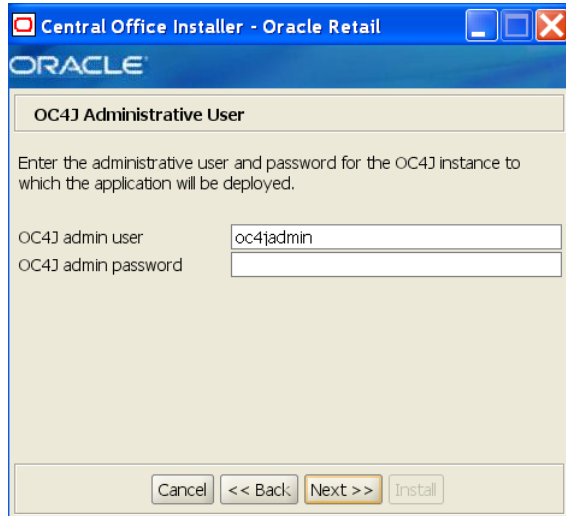 Central Office Installer - Oracle Retail
ORACLE
OC4J Administrative User
Enter the administrative user and password for the OC4J instance to
which the application will be deployed.
OC4J admin user oc4jadmin
OC4J admin password
Cancel << Back Next >> Install